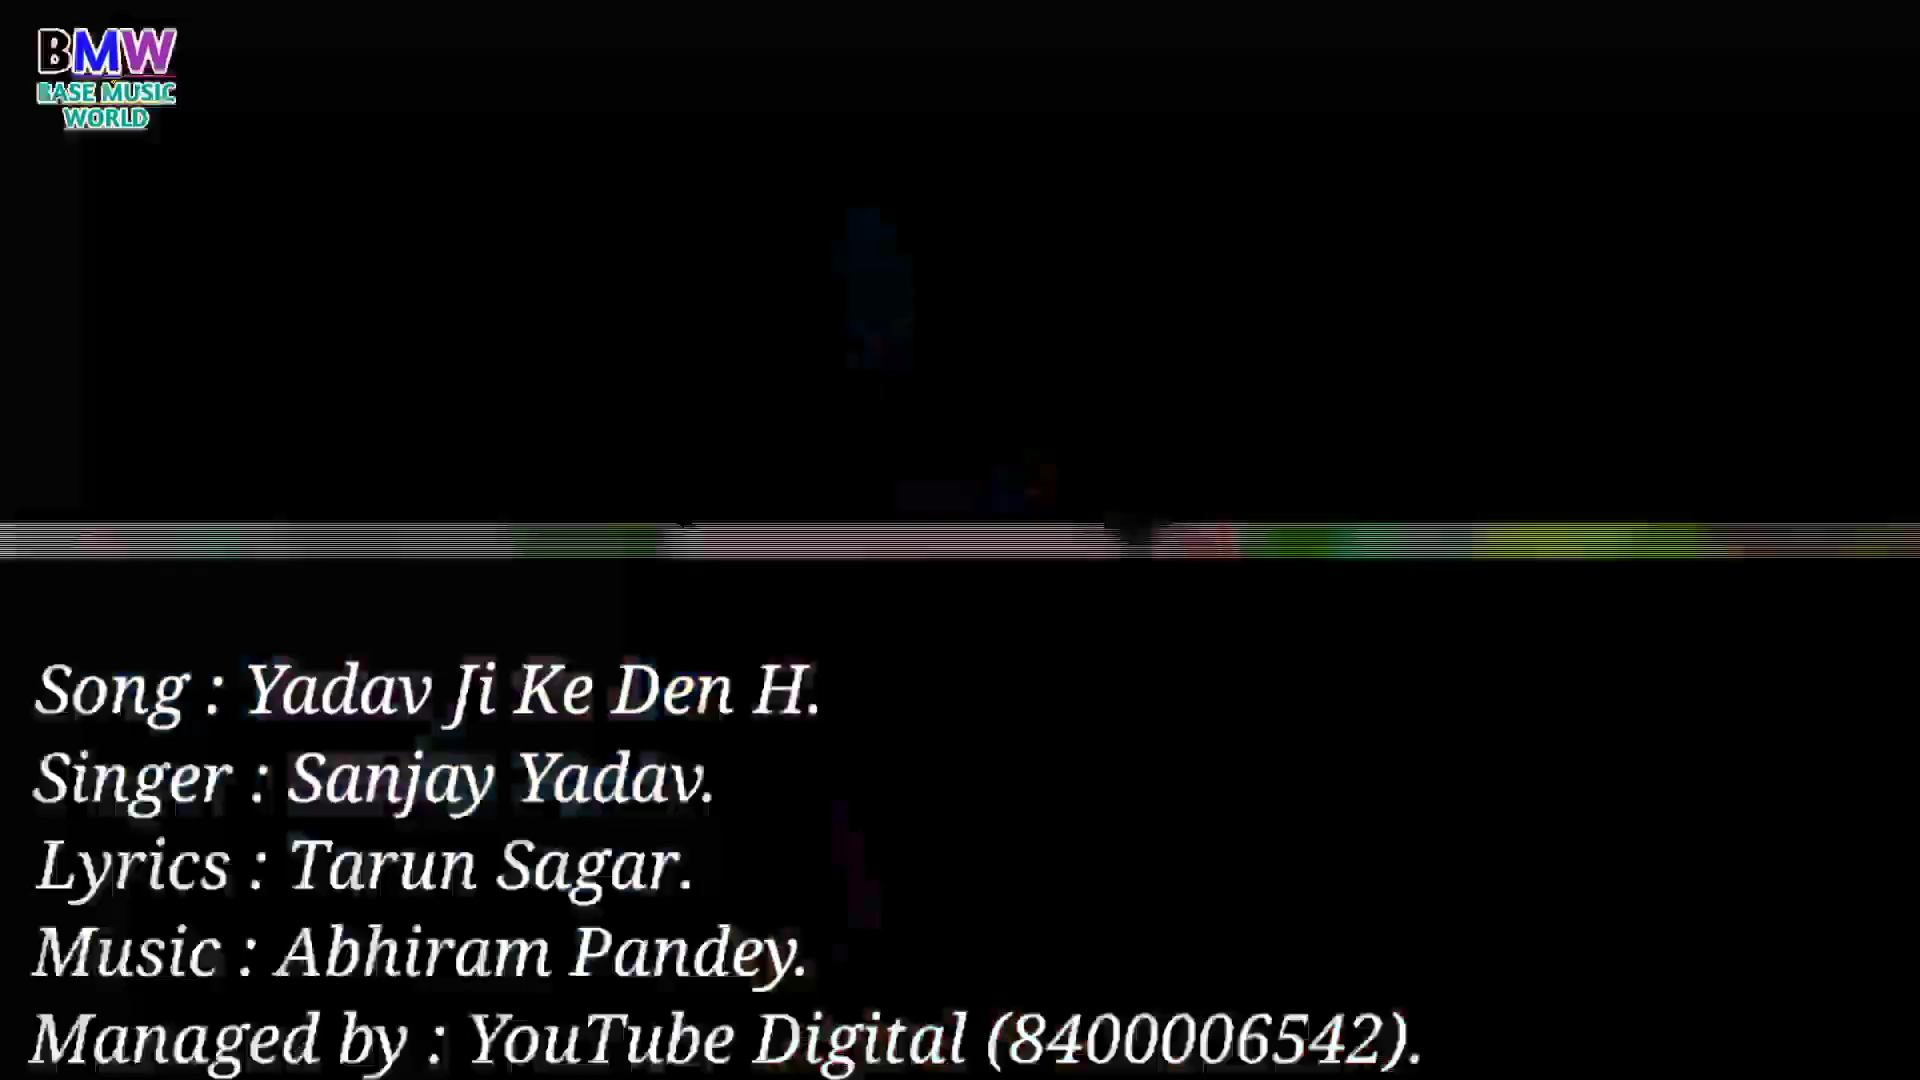 BMW
BASE MUSIC
WORLD
Song : Yadav Ji Ke Den H.
Singer : Sanjay Yadav.
Lyrics : Tarun Sagar.
Music : Abhiram Pandey.
Managed by : YouTube Digital (8400006542).